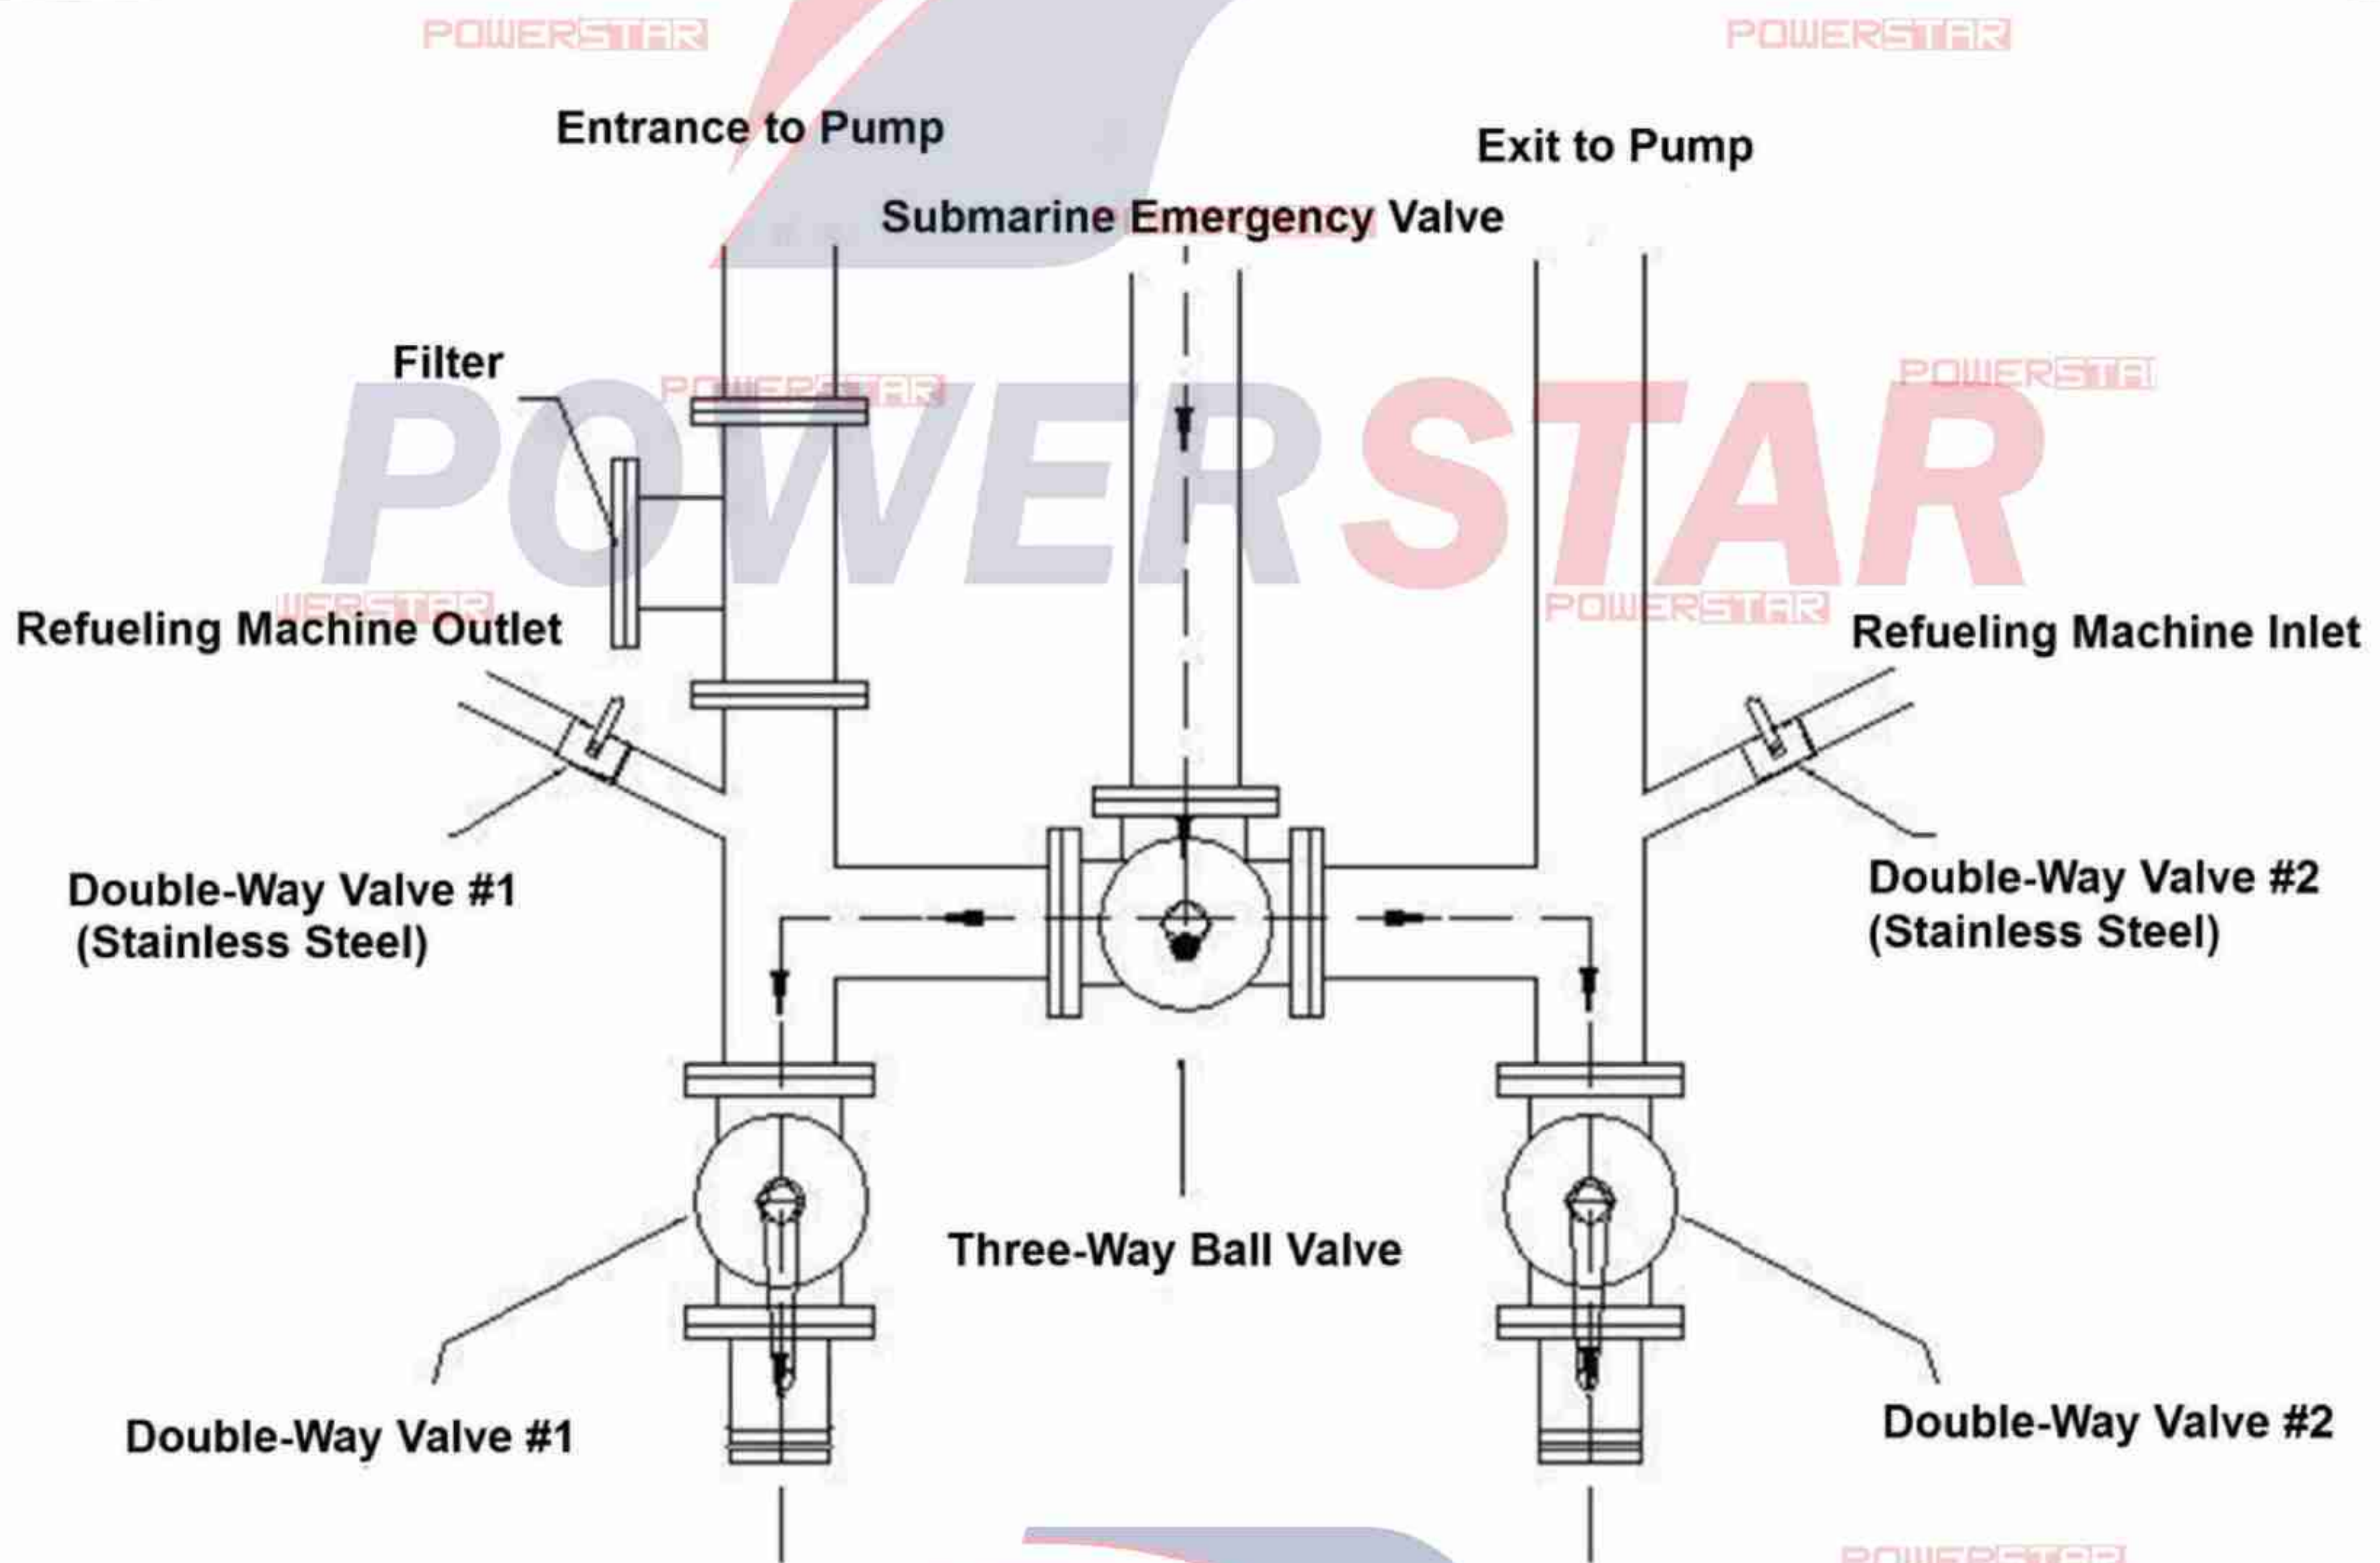 POWERSTAR POWERSTAR
Entrance to Pump
Exit to Pump
Submarine Emergency Valve
Filter
POWERSTAR
POWERSTA
POWERSTAR
WERSTAR
POWERSTAR
Refueling Machine Outlet
Refueling Machine Inlet
Double-Way Valve #1
(Stainless Steel)
Double-Way Valve #2
(Stainless Steel)
Three-Way Ball Valve
Double-Way Valve #1
Double-Way Valve #2
POWERSTAR